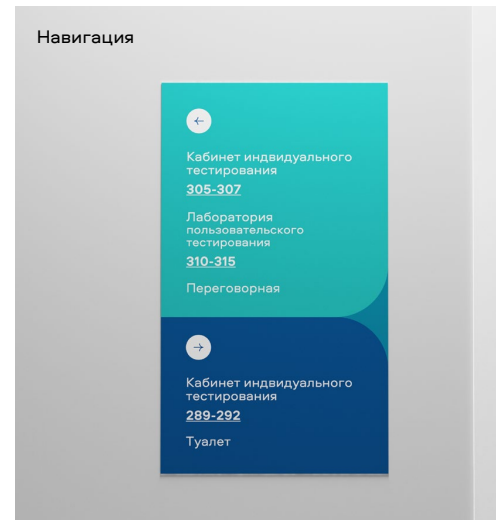 Навигация
←
Кабинет индвидуального
тестирования
305-307
Лаборатория
пользовательского
тестирования
310-315
Переговорная
→
Кабинет индвидуального
тестирования
289-292
Туалет